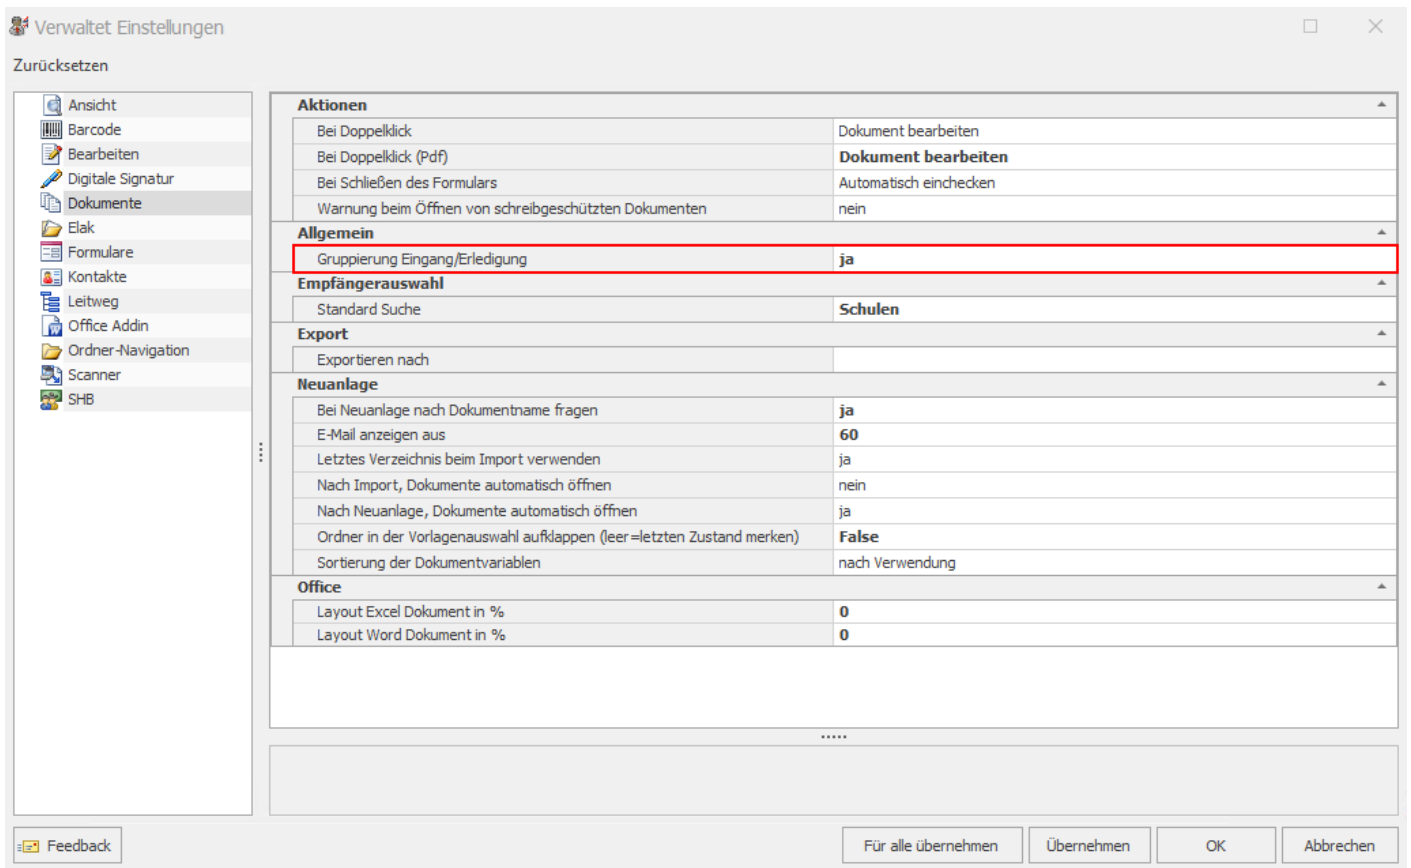 Verwaltet Einstellungen
Zurücksetzen
Ansicht
Barcode
Bearbeiten
Digitale Signatur
Dokumente
Elak
Formulare
Kontakte
Leitweg
Office Addin
Ordner-Navigation
Scanner
SHB
Aktionen
Bei Doppelklick Dokument bearbeiten
Bei Doppelklick (Pdf) Dokument bearbeiten
Bei Schließen des Formulars Automatisch einchecken
Warnung beim Öffnen von schreibgeschützten Dokumenten nein
Allgemein
Gruppierung Eingang/Erledigung ja
Empfängerauswahl
Standard Suche Schulen
Export
Exportieren nach
Neuanlage
Bei Neuanlage nach Dokumentname fragen ja
E-Mail anzeigen aus 60
Letztes Verzeichnis beim Import verwenden ja
Nach Import, Dokumente automatisch öffnen nein
Nach Neuanlage, Dokumente automatisch öffnen ja
Ordner in der Vorlagenauswahl aufklappen (leer=letzten Zustand merken) False
Sortierung der Dokumentvariablen nach Verwendung
Office
Layout Excel Dokument in % 0
Layout Word Dokument in % 0
Feedback Für alle übernehmen Übernehmen OK Abbrechen